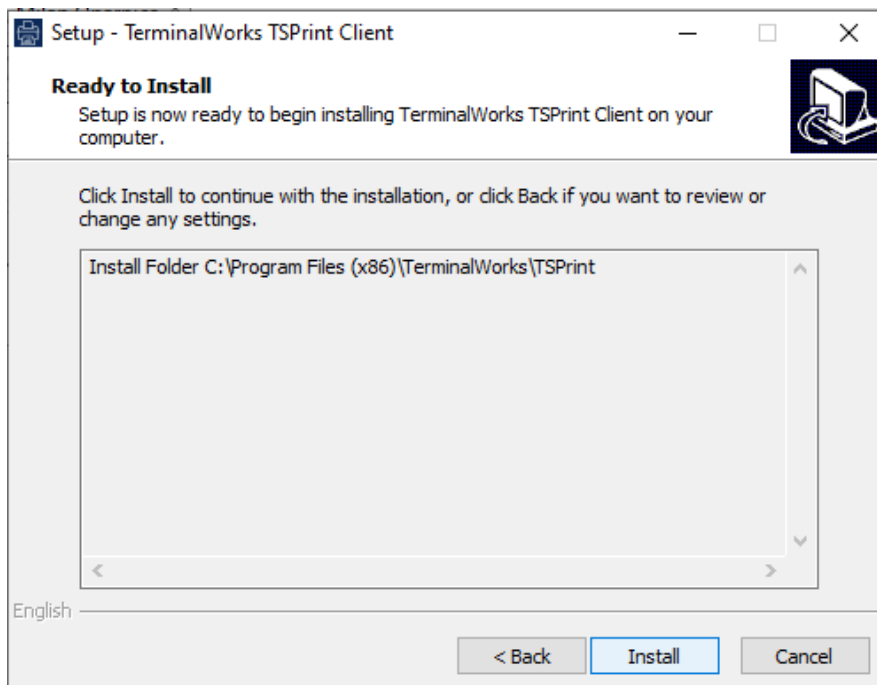 Setup - TerminalWorks TSPrint Client
Ready to Install
Setup is now ready to begin installing TerminalWorks TSPrint Client on your
computer.
Click Install to continue with the installation, or click Back if you want to review or
change any settings.
Install Folder C:\Program Files (x86)\TerminalWorks\TSPrint
English
< Back Install Cancel